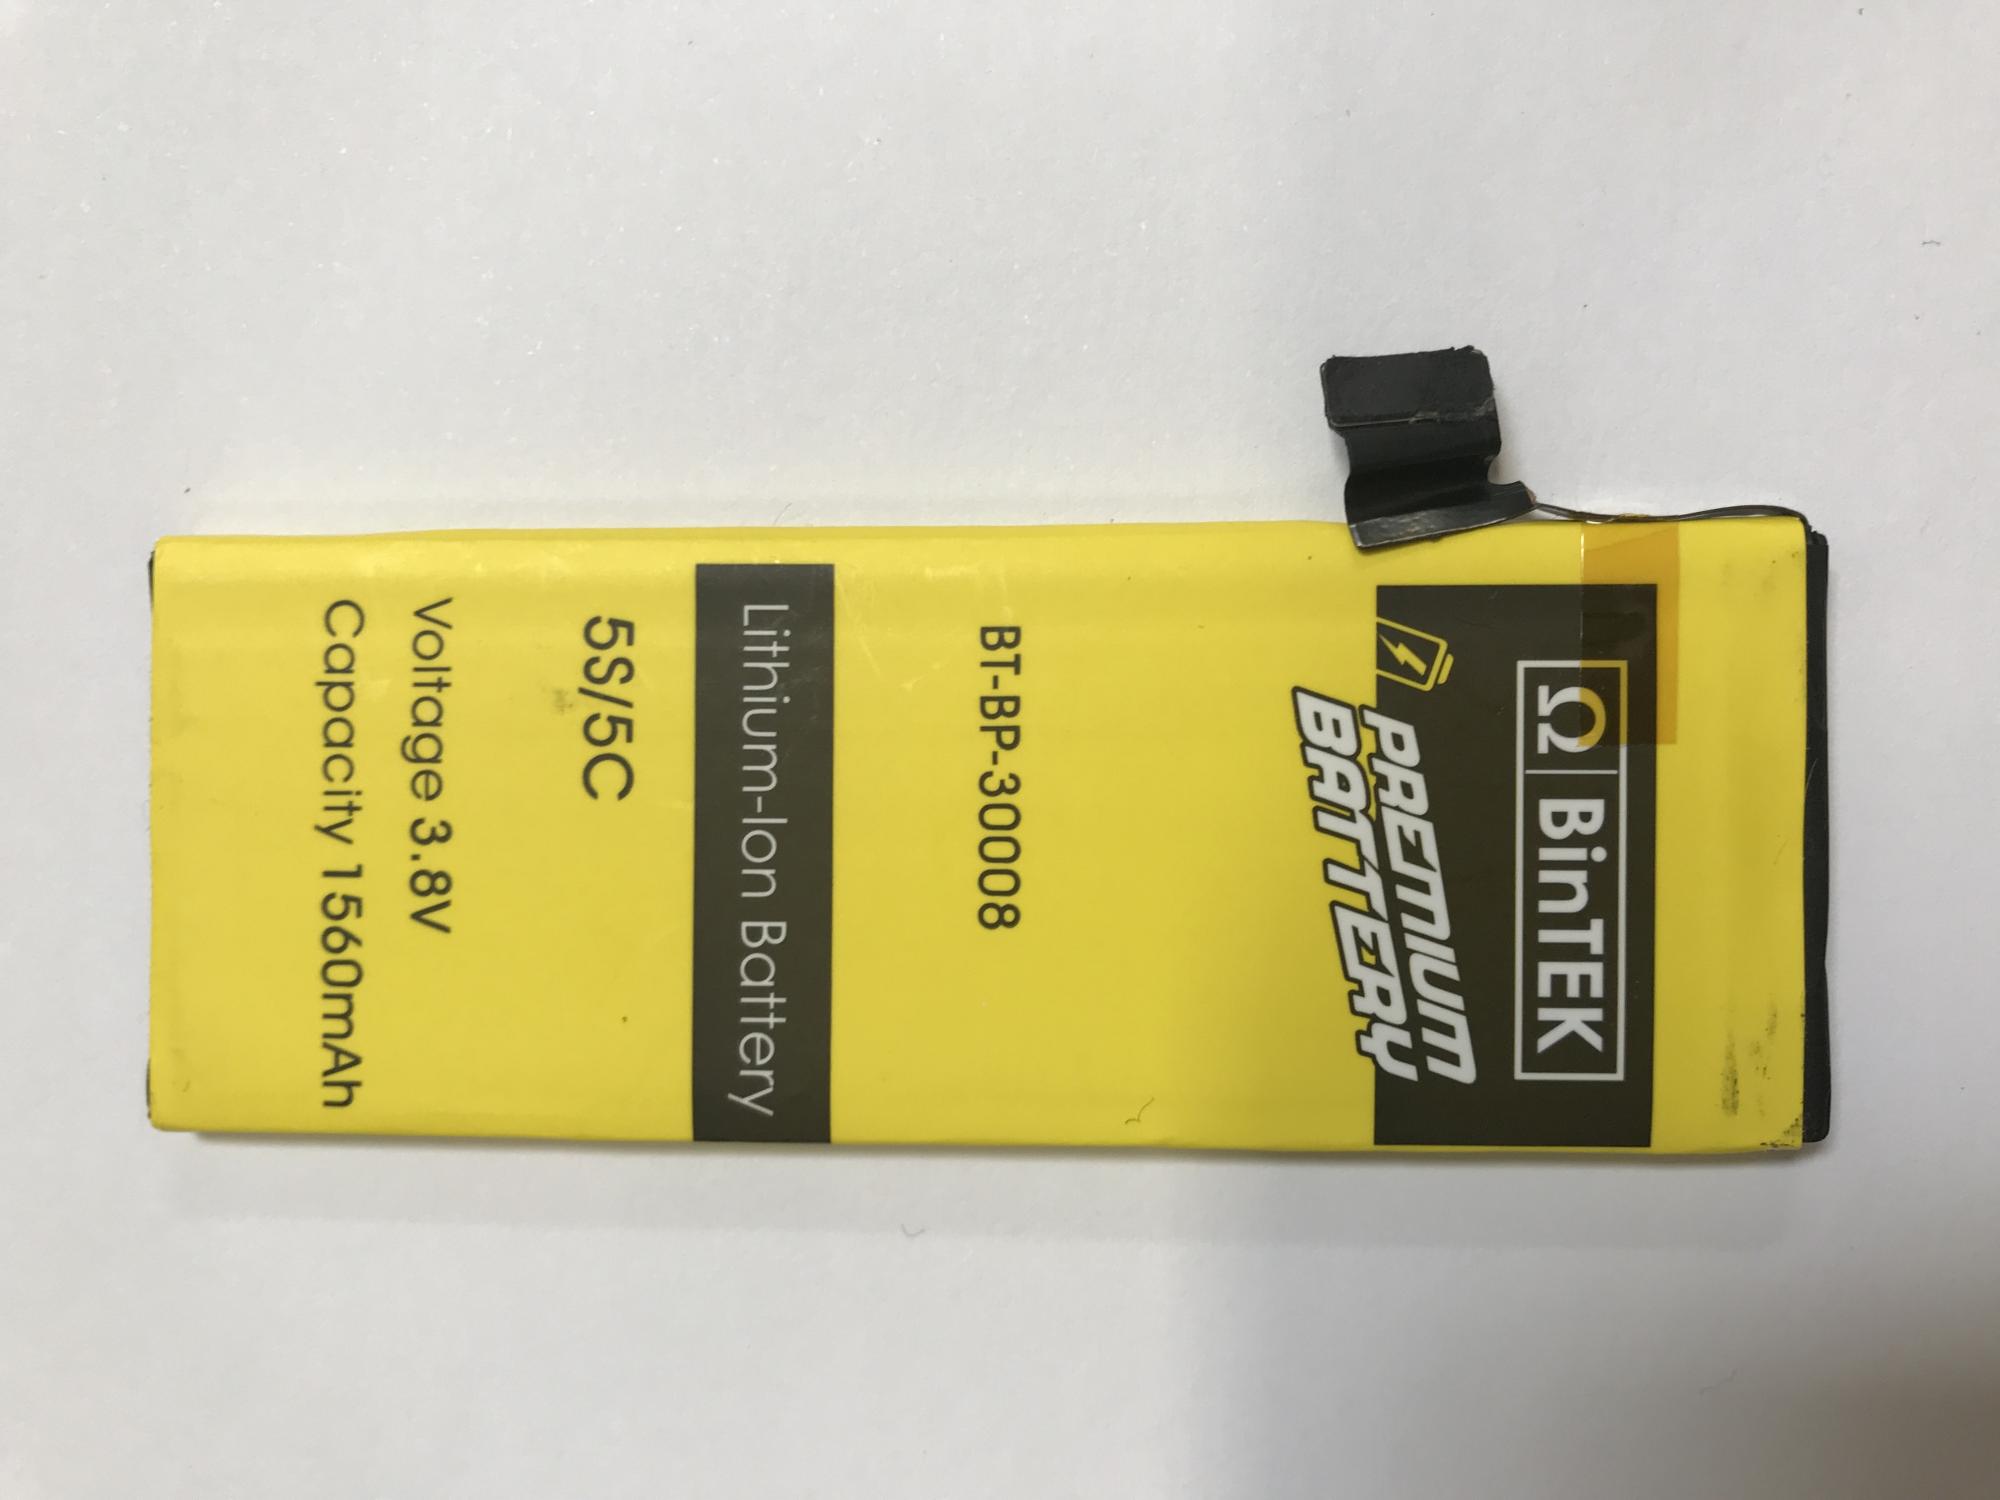 Ω BinTEK
PREMIUM
BATTERY
BT-BP-30008
Lithium-Ion Battery
5S/5C
Voltage 3.8V
Capacity 1560mAh